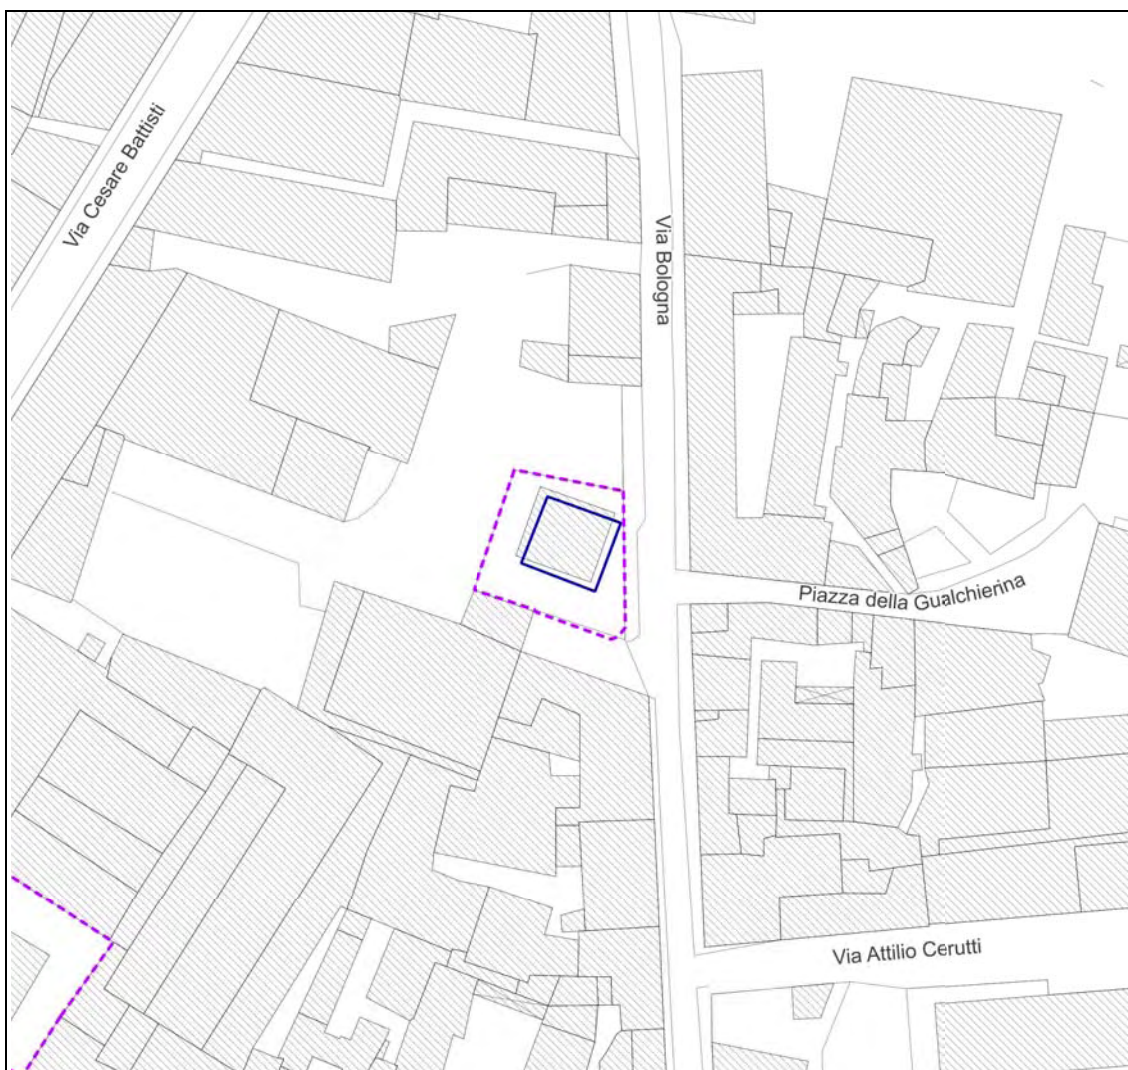 Via Cesare Battisti
Via Bologna
Piazza della Gualchierina
Via Attilio Cerutti